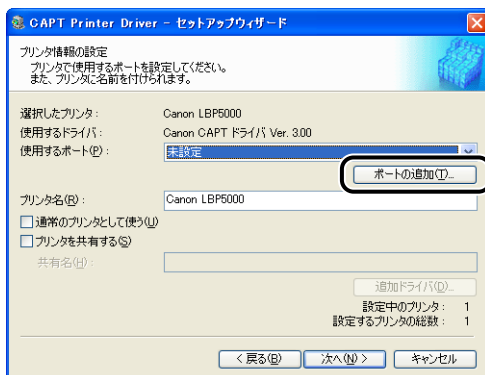 CAPT Printer Driver - セットアップウィザード
プリンタ情報の設定
プリンタで使用するポートを設定してください。
また、プリンタに名前を付けられます。
選択したプリンタ: Canon LBP5000
使用するドライバ: Canon CAPT ドライバ Ver. 3.00
使用するポート(P): 未設定
ポートの追加(T)...
プリンタ名(R): Canon LBP5000
通常のプリンタとして使う(U)
プリンタを共有する(S)
共有名(H):
追加ドライバ(D)...
設定中のプリンタ: 1
設定するプリンタの総数: 1
< 戻る(B) 次へ(N) > キャンセル